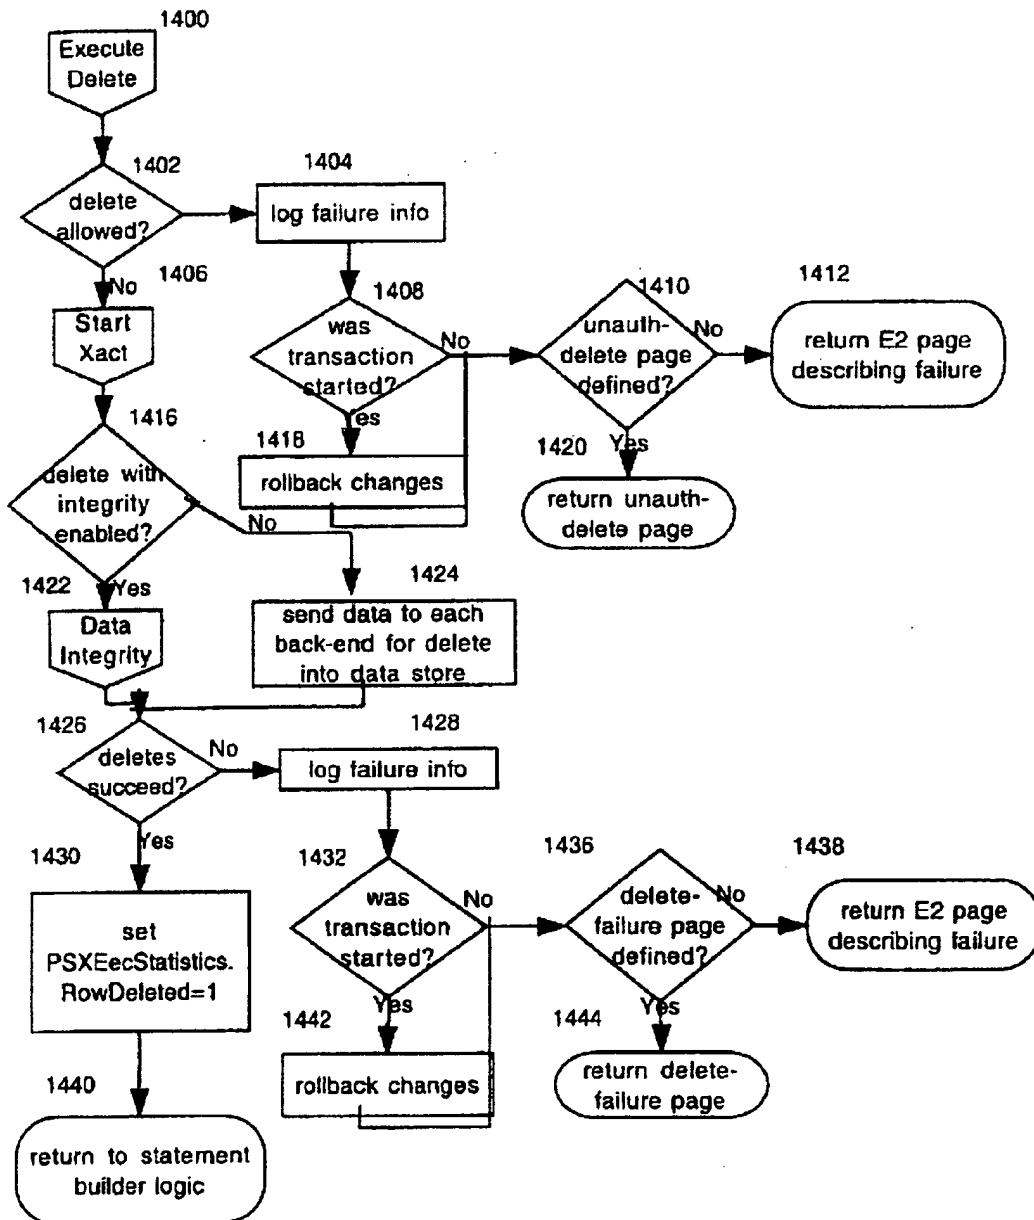 1400
Execute
Delete
1402
delete
allowed?
1404
log failure info
1406
No
Start
Xact
1408
was
transaction
started?
No
Yes
1410
unauth-
delete page
defined?
No
1412
return E2 page
describing failure
1416
delete with
integrity
enabled?
No
1418
rollback changes
Yes
1420
return unauth-
delete page
1422
Yes
Data
Integrity
1424
send data to each
back-end for delete
into data store
1426
deletes
succeed?
No
1428
log failure info
Yes
1430
set
PSXEecStatistics.
RowDeleted=1
1432
was
transaction
started?
No
Yes
1436
delete-
failure page
defined?
No
1438
return E2 page
describing failure
1440
return to statement
builder logic
1442
rollback changes
Yes
1444
return delete-
failure page